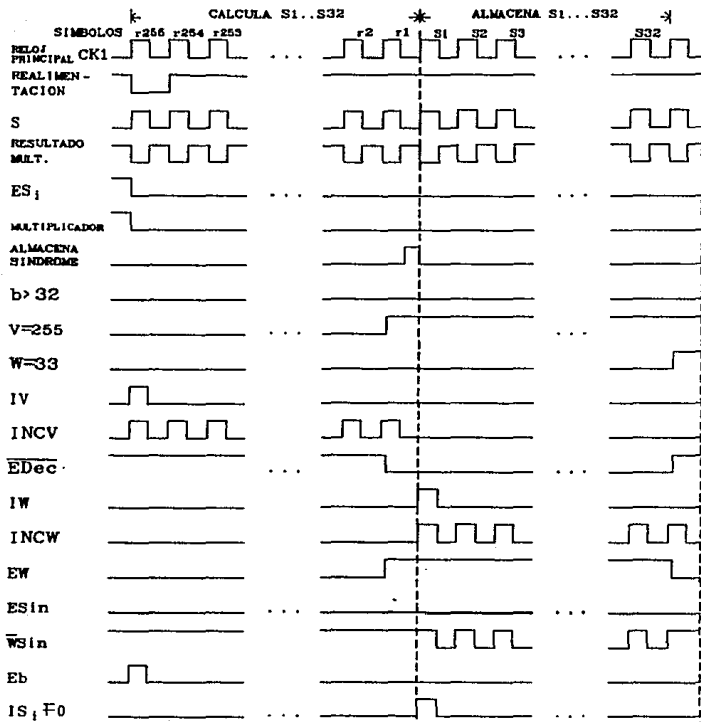 CALCULA S1...S32 ALMACENA S1...S32
SIMBOLOS r256 r254 r253 r2 r1 S1 S2 S3 S32
RELOJ
PRINCIPAL CK1
REALIMEN-
TACION
S
RESULTADO
MULT.
ESi
MULTIPLICADOR
ALMACENA
SINDROME
b>32
V=255
W=33
IV
INCV
EDec
IW
INCW
EW
ESin
WSin
Eb
ISi≠0